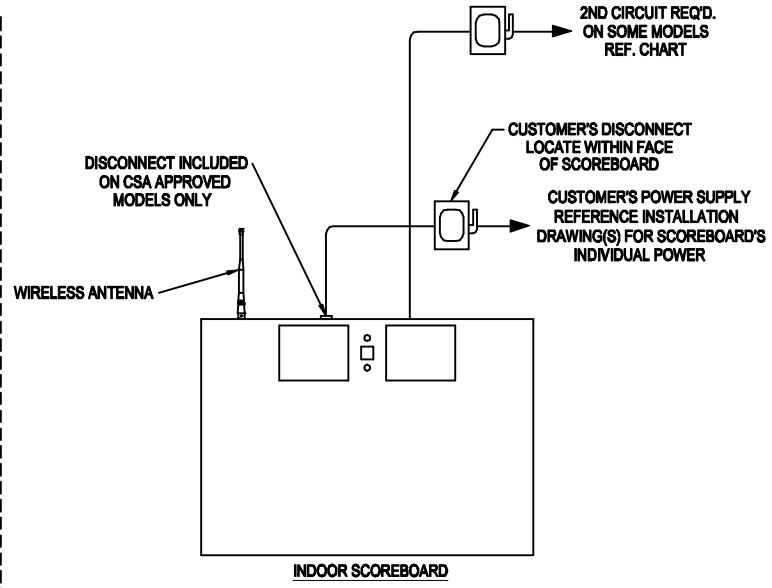 2ND CIRCUIT REQ'D.
ON SOME MODELS
REF. CHART
CUSTOMER'S DISCONNECT
LOCATE WITHIN FACE
OF SCOREBOARD
DISCONNECT INCLUDED
ON CSA APPROVED
MODELS ONLY
CUSTOMER'S POWER SUPPLY
REFERENCE INSTALLATION
DRAWING(S) FOR SCOREBOARD'S
INDIVIDUAL POWER
WIRELESS ANTENNA
INDOOR SCOREBOARD